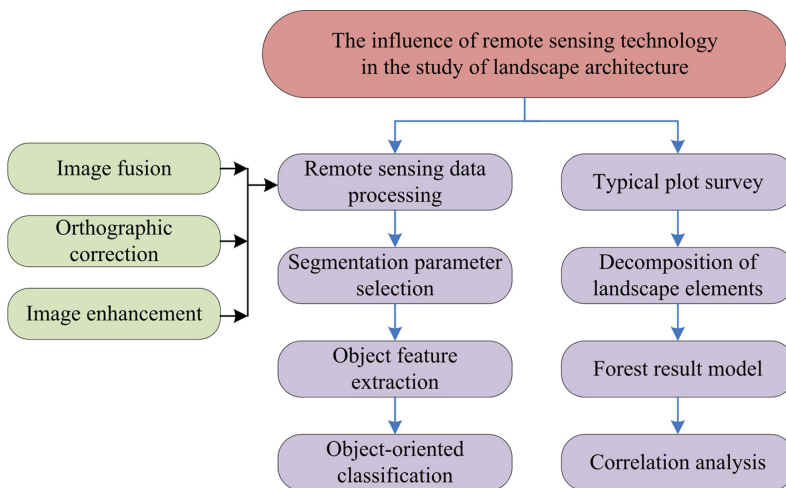 The influence of remote sensing technology
in the study of landscape architecture
Image fusion
Orthographic
correction
Image enhancement
Remote sensing data
processing
Segmentation parameter
selection
Object feature
extraction
Object-oriented
classification
Typical plot survey
Decomposition of
landscape elements
Forest result model
Correlation analysis